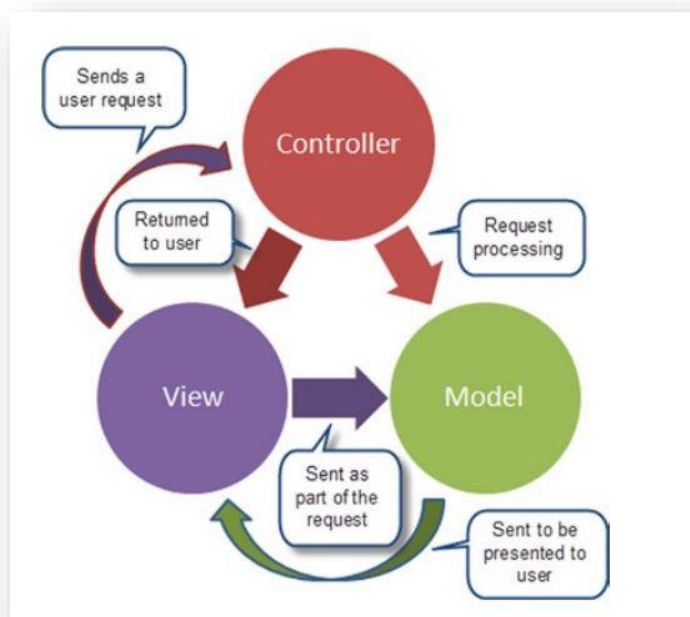 Sends a
user request
Controller
Returned
to user
Request
processing
View
Model
Sent as
part of the
request
Sent to be
presented to
user